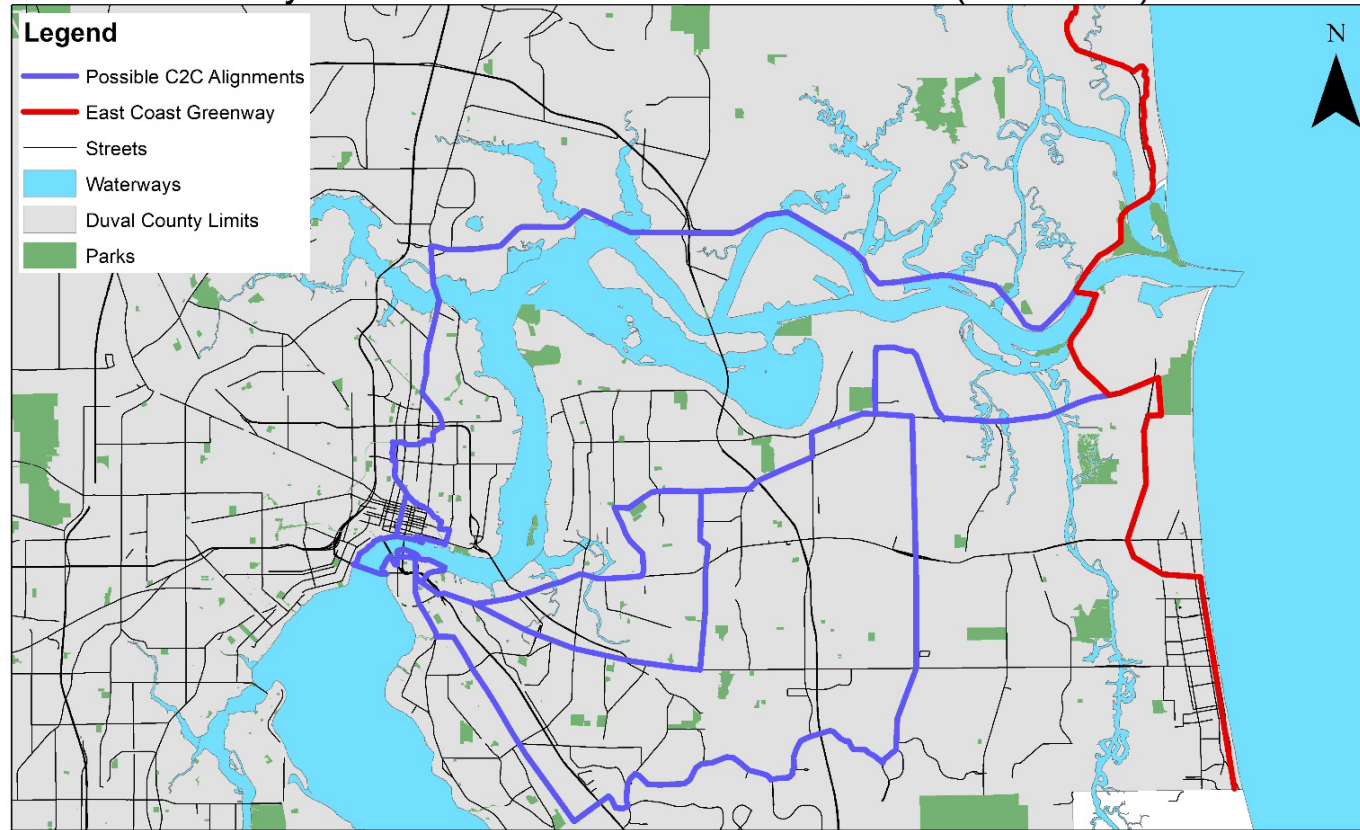 Legend
Possible C2C Alignments
East Coast Greenway
Streets
Waterways
Duval County Limits
Parks
N